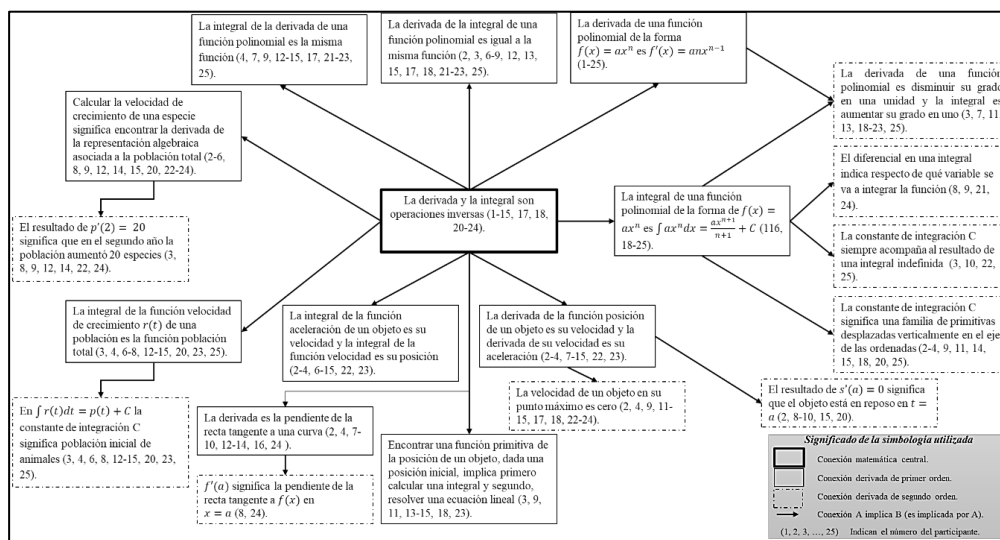 La integral de la derivada de una
función polinomial es la misma
función (4, 7, 9, 12-15, 17, 21-23,
25).
La derivada de la integral de una
función polinomial es igual a la
misma función (2, 3, 6-9, 12, 13,
15, 17, 18, 21-23, 25).
La derivada de una función
polinomial de la forma
f(x) = axⁿ es f′(x) = anxⁿ⁻¹
(1-25).
La derivada de una función
polinomial es disminuir su grado
en una unidad y la integral es
aumentar su grado en uno (3, 7, 11,
13, 18-23, 25).
Calcular la velocidad de
crecimiento de una especie
significa encontrar la derivada de
la representación algebraica
asociada a la población total (2-6,
8, 9, 12, 14, 15, 20, 22-24).
El diferencial en una integral
indica respecto de qué variable se
va a integrar la función (8, 9, 21,
24).
La derivada y la integral son
operaciones inversas (1-15, 17, 18,
20-24).
La integral de una función
polinomial de la forma de f(x) =
axⁿ es ∫ axⁿdx = axⁿ⁺¹/n+1 + C (116,
18-25).
El resultado de p′(2) = 20
significa que en el segundo año la
población aumentó 20 especies (3,
8, 9, 12, 14, 22, 24).
La constante de integración C
siempre acompaña al resultado de
una integral indefinida (3, 10, 22,
25).
La integral de la función velocidad
de crecimiento r(t) de una
población es la función población
total (3, 4, 6-8, 12-15, 20, 23, 25).
La integral de la función
aceleración de un objeto es su
velocidad y la integral de la
función velocidad es su posición
(2-4, 6-15, 22, 23).
La derivada de la función posición
de un objeto es su velocidad y la
derivada de su velocidad es su
aceleración (2-4, 7-15, 22, 23).
La constante de integración C
significa una familia de primitivas
desplazadas verticalmente en el eje
de las ordenadas (2-4, 9, 11, 14,
15, 18, 20, 25).
La velocidad de un objeto en su
punto máximo es cero (2, 4, 9, 11-
15, 17, 18, 22-24).
El resultado de s′(a) = 0 significa
que el objeto está en reposo en t =
a (2, 8-10, 15, 20).
En ∫ r(t)dt = p(t) + C la
constante de integración C
significa población inicial de
animales (3, 4, 6, 8, 12-15, 20, 23,
25).
La derivada es la pendiente de la
recta tangente a una curva (2, 4, 7-
10, 12-14, 16, 24 ).
f′(a) significa la pendiente de la
recta tangente a f(x) en
x = a (8, 24).
Encontrar una función primitiva de
la posición de un objeto, dada una
posición inicial, implica primero
calcular una integral y segundo,
resolver una ecuación lineal (3, 9,
11, 13-15, 18, 23).
Significado de la simbología utilizada
Conexión matemática central.
Conexión derivada de primer orden.
Conexión derivada de segundo orden.
Conexión A implica B (es implicada por A).
(1, 2, 3, …, 25) Indican el número del participante.